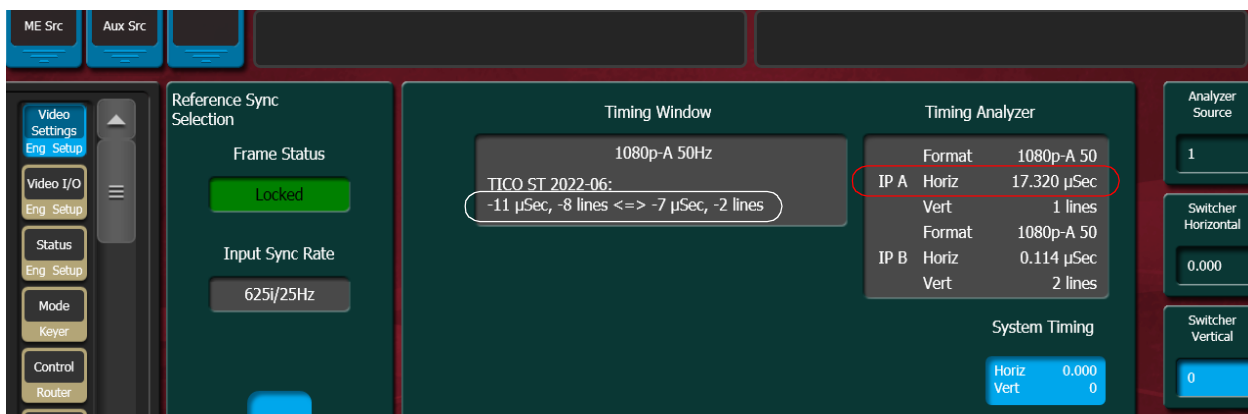 ME Src
Aux Src
Video
Settings
Eng Setup
Video I/O
Eng Setup
Status
Eng Setup
Mode
Keyer
Control
Router
Reference Sync
Selection
Frame Status
Locked
Input Sync Rate
625i/25Hz
Timing Window
1080p-A 50Hz
TICO ST 2022-06:
-11 µSec, -8 lines <=> -7 µSec, -2 lines
Timing Analyzer
Format 1080p-A 50
IP A Horiz 17.320 µSec
Vert 1 lines
Format 1080p-A 50
IP B Horiz 0.114 µSec
Vert 2 lines
System Timing
Horiz 0.000
Vert 0
Analyzer
Source
1
Switcher
Horizontal
0.000
Switcher
Vertical
0